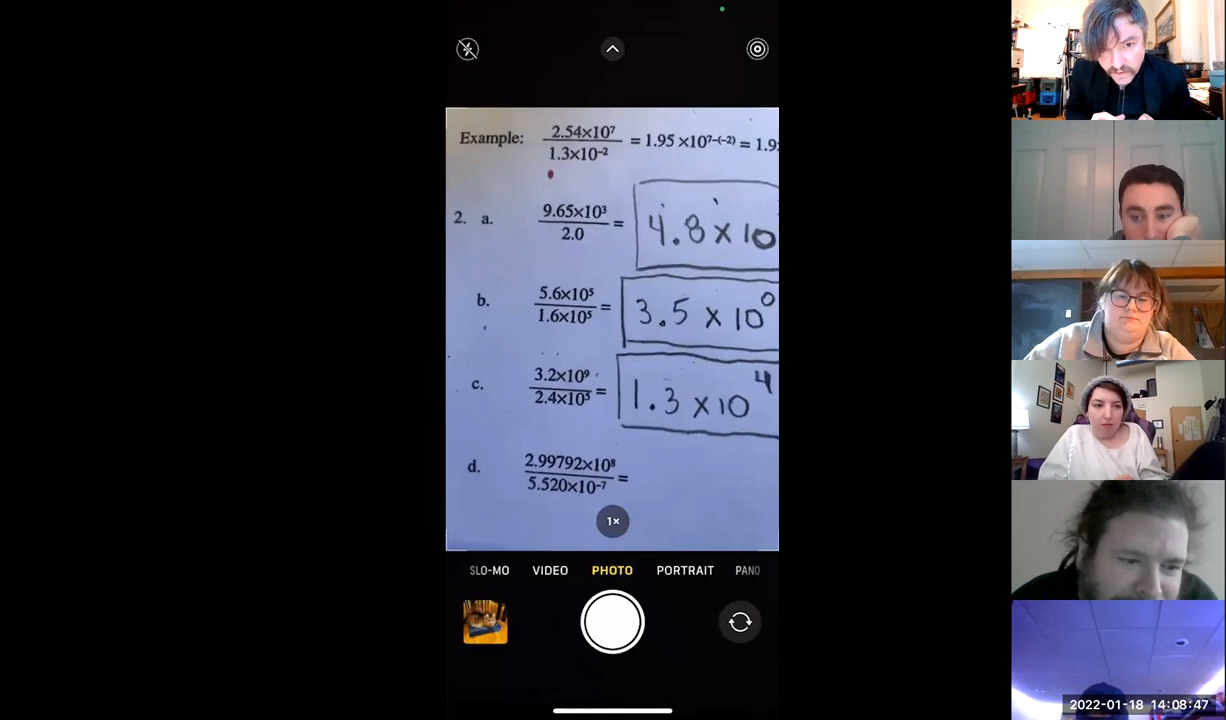 Example: 2.54×10⁷ / 1.3×10⁻² = 1.95 ×10⁷⁻⁽⁻²⁾ = 1.9
2. a. 9.65×10³ / 2.0 = 4.8 × 10
b. 5.6×10⁵ / 1.6×10⁵ = 3.5 × 10⁰
c. 3.2×10⁹ / 2.4×10⁵ = 1.3 × 10⁴
d. 2.99792×10⁸ / 5.520×10⁻⁷ =
1×
SLO-MO VIDEO PHOTO PORTRAIT PANO
2022-01-18 14:08:47